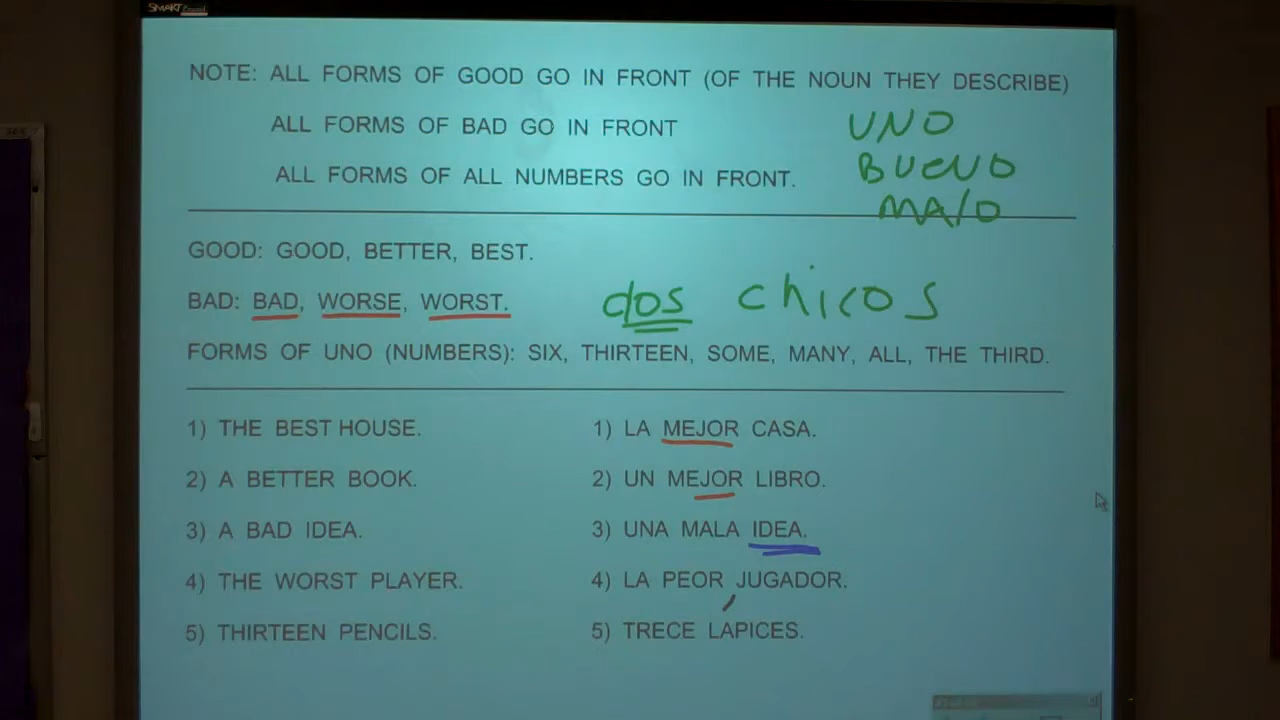 SMART Board
NOTE: ALL FORMS OF GOOD GO IN FRONT (OF THE NOUN THEY DESCRIBE)
ALL FORMS OF BAD GO IN FRONT
UNO
ALL FORMS OF ALL NUMBERS GO IN FRONT.
BUENO
MALO
GOOD: GOOD, BETTER, BEST.
BAD: BAD, WORSE, WORST.
dos chicos
FORMS OF UNO (NUMBERS): SIX, THIRTEEN, SOME, MANY, ALL, THE THIRD.
1) THE BEST HOUSE.
1) LA MEJOR CASA.
2) A BETTER BOOK.
2) UN MEJOR LIBRO.
3) A BAD IDEA.
3) UNA MALA IDEA.
4) THE WORST PLAYER.
4) LA PEOR JUGADOR.
5) THIRTEEN PENCILS.
5) TRECE LÁPICES.